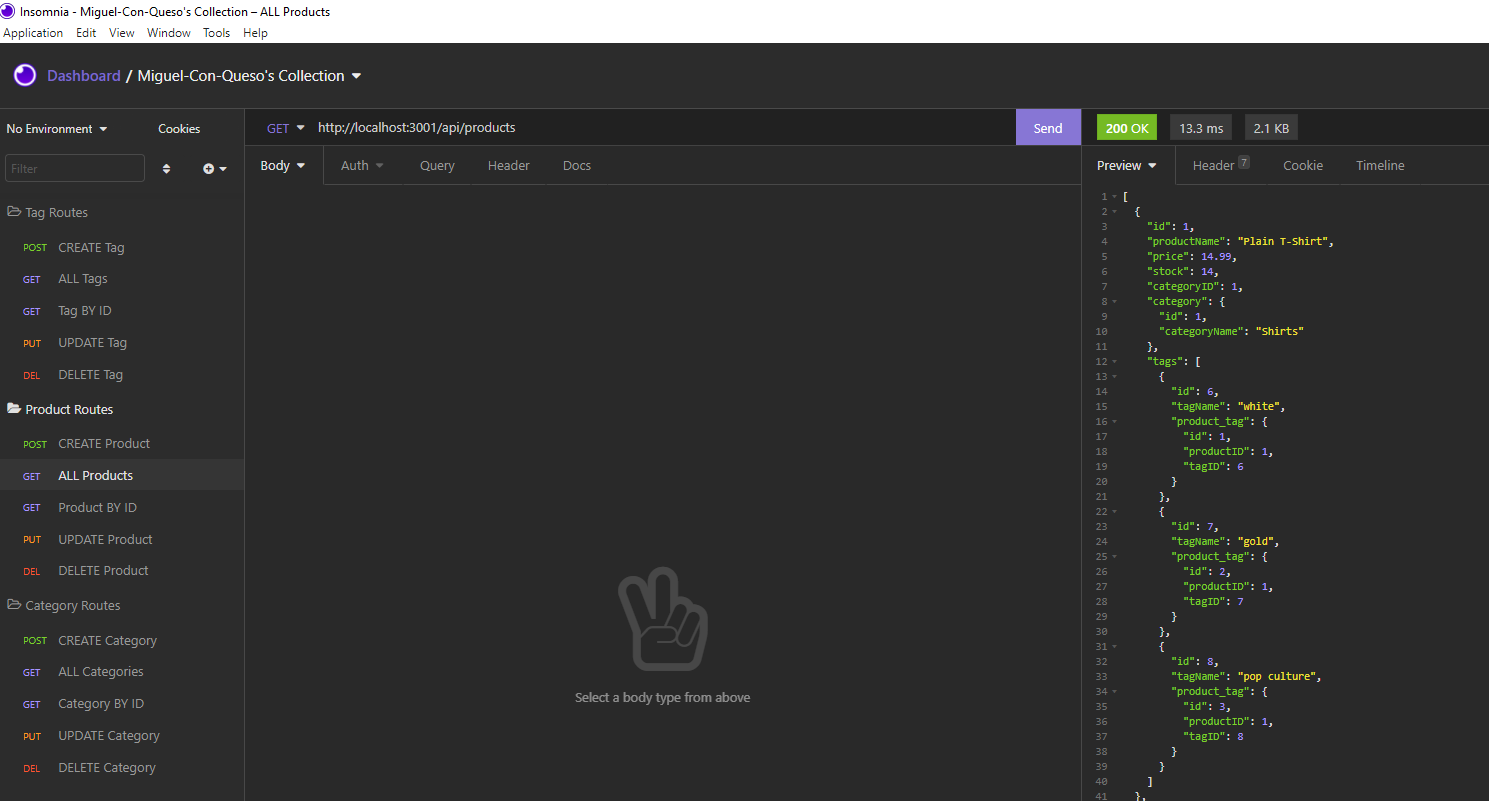 Insomnia - Miguel-Con-Queso's Collection – ALL Products
Application Edit View Window Tools Help
Dashboard / Miguel-Con-Queso's Collection
No Environment Cookies
Filter
Tag Routes
POST CREATE Tag
GET ALL Tags
GET Tag BY ID
PUT UPDATE Tag
DEL DELETE Tag
Product Routes
POST CREATE Product
GET ALL Products
GET Product BY ID
PUT UPDATE Product
DEL DELETE Product
Category Routes
POST CREATE Category
GET ALL Categories
GET Category BY ID
PUT UPDATE Category
DEL DELETE Category
GET http://localhost:3001/api/products Send
Body Auth Query Header Docs
Select a body type from above
200 OK 13.3 ms 2.1 KB
Preview Header 7 Cookie Timeline
1 [
2 {
3 "id": 1,
4 "productName": "Plain T-Shirt",
5 "price": 14.99,
6 "stock": 14,
7 "categoryID": 1,
8 "category": {
9 "id": 1,
10 "categoryName": "Shirts"
11 },
12 "tags": [
13 {
14 "id": 6,
15 "tagName": "white",
16 "product_tag": {
17 "id": 1,
18 "productID": 1,
19 "tagID": 6
20 }
21 },
22 {
23 "id": 7,
24 "tagName": "gold",
25 "product_tag": {
26 "id": 2,
27 "productID": 1,
28 "tagID": 7
29 }
30 },
31 {
32 "id": 8,
33 "tagName": "pop culture",
34 "product_tag": {
35 "id": 3,
36 "productID": 1,
37 "tagID": 8
38 }
39 }
40 ]
41 },